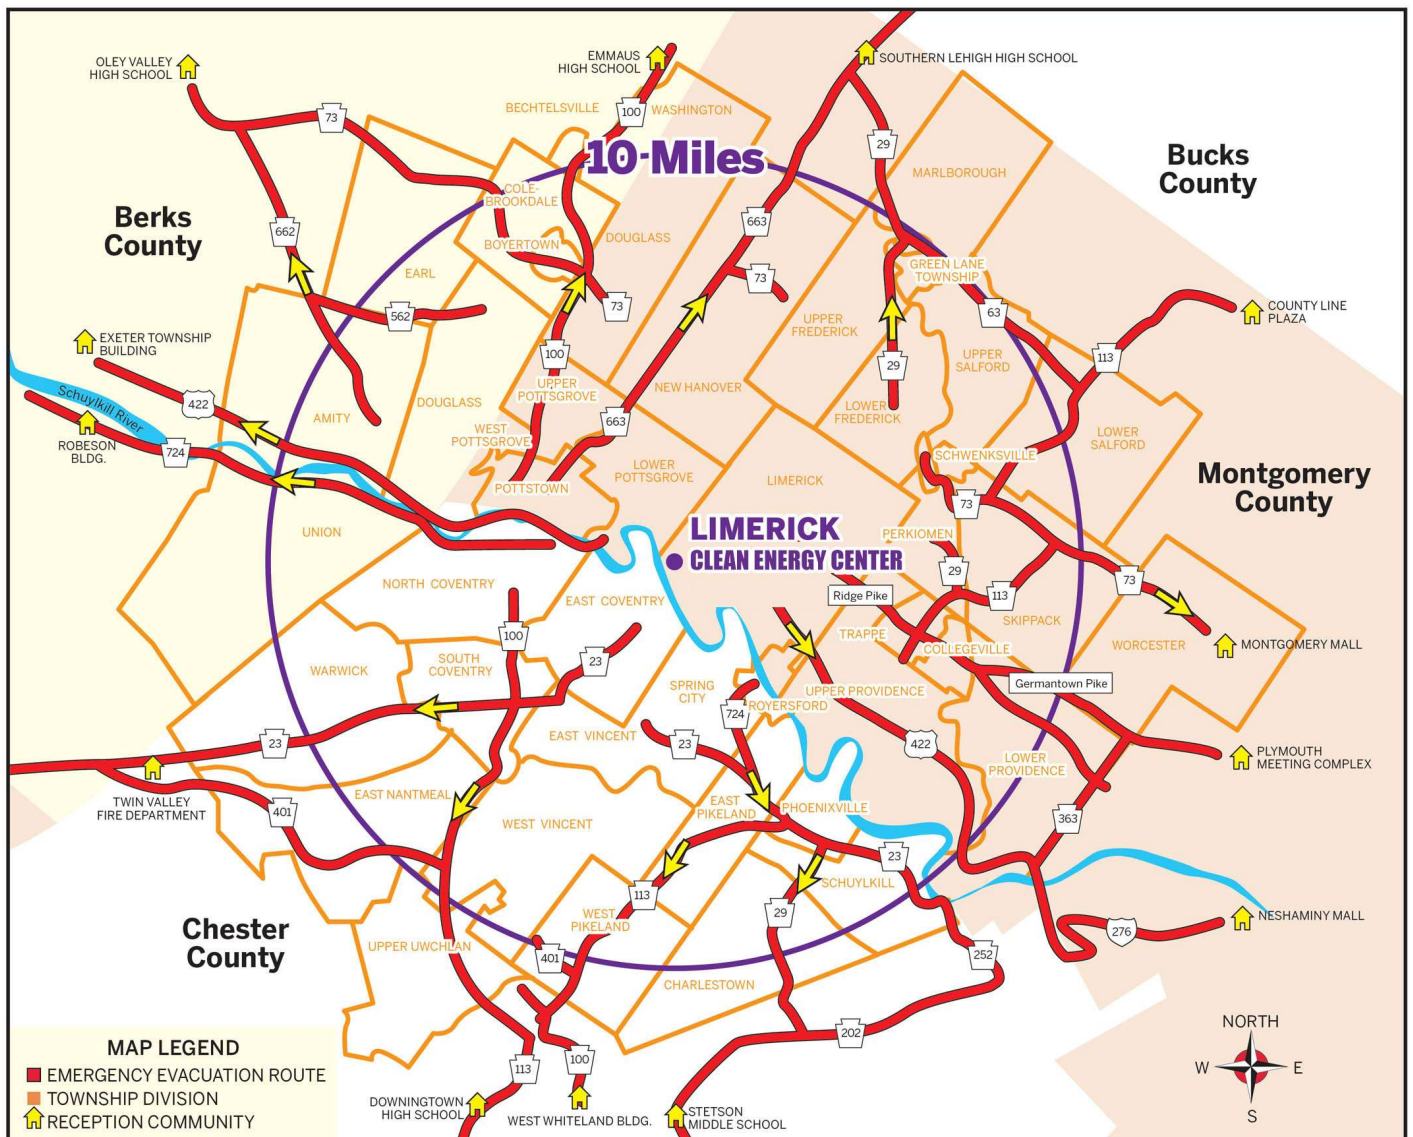 OLEY VALLEY
HIGH SCHOOL
EMMAUS
HIGH SCHOOL
SOUTHERN LEHIGH HIGH SCHOOL
73
100
BECHTELSVILLE
WASHINGTON
29
10-Miles
Bucks
County
MARLBOROUGH
COLE-
BROOKDALE
Berks
County
662
663
BOYERTOWN
DOUGLASS
EARL
GREEN LANE
TOWNSHIP
73
562
73
63
COUNTY LINE
PLAZA
UPPER
FREDERICK
EXETER TOWNSHIP
BUILDING
100
113
UPPER
SALFORD
29
Schuylkill River
422
UPPER
POTTSGROVE
NEW HANOVER
DOUGLASS
AMITY
663
LOWER
FREDERICK
WEST
POTTSGROVE
LOWER
SALFORD
ROBESON
BLDG.
724
SCHWENKSVILLE
LOWER
POTTSGROVE
LIMERICK
POTTSTOWN
Montgomery
County
73
UNION
LIMERICK
CLEAN ENERGY CENTER
PERKIOMEN
NORTH COVENTRY
29
73
EAST COVENTRY
Ridge Pike
113
SKIPPACK
100
TRAPPE
WARWICK
SOUTH
COVENTRY
23
COLLEGEVILLE
WORCESTER
MONTGOMERY MALL
SPRING
CITY
UPPER PROVIDENCE
Germantown Pike
ROYERSFORD
724
23
EAST VINCENT
23
422
LOWER
PROVIDENCE
PLYMOUTH
MEETING COMPLEX
TWIN VALLEY
FIRE DEPARTMENT
EAST NANTMEAL
401
WEST VINCENT
EAST
PIKELAND
PHOENIXVILLE
363
23
SCHUYLKILL
113
WEST
PIKELAND
29
NESHAMINY MALL
276
Chester
County
UPPER UWCHLAN
401
252
CHARLESTOWN
202
NORTH
W
E
S
MAP LEGEND
EMERGENCY EVACUATION ROUTE
TOWNSHIP DIVISION
RECEPTION COMMUNITY
113
100
DOWNINGTOWN
HIGH SCHOOL
WEST WHITELAND BLDG.
STETSON
MIDDLE SCHOOL